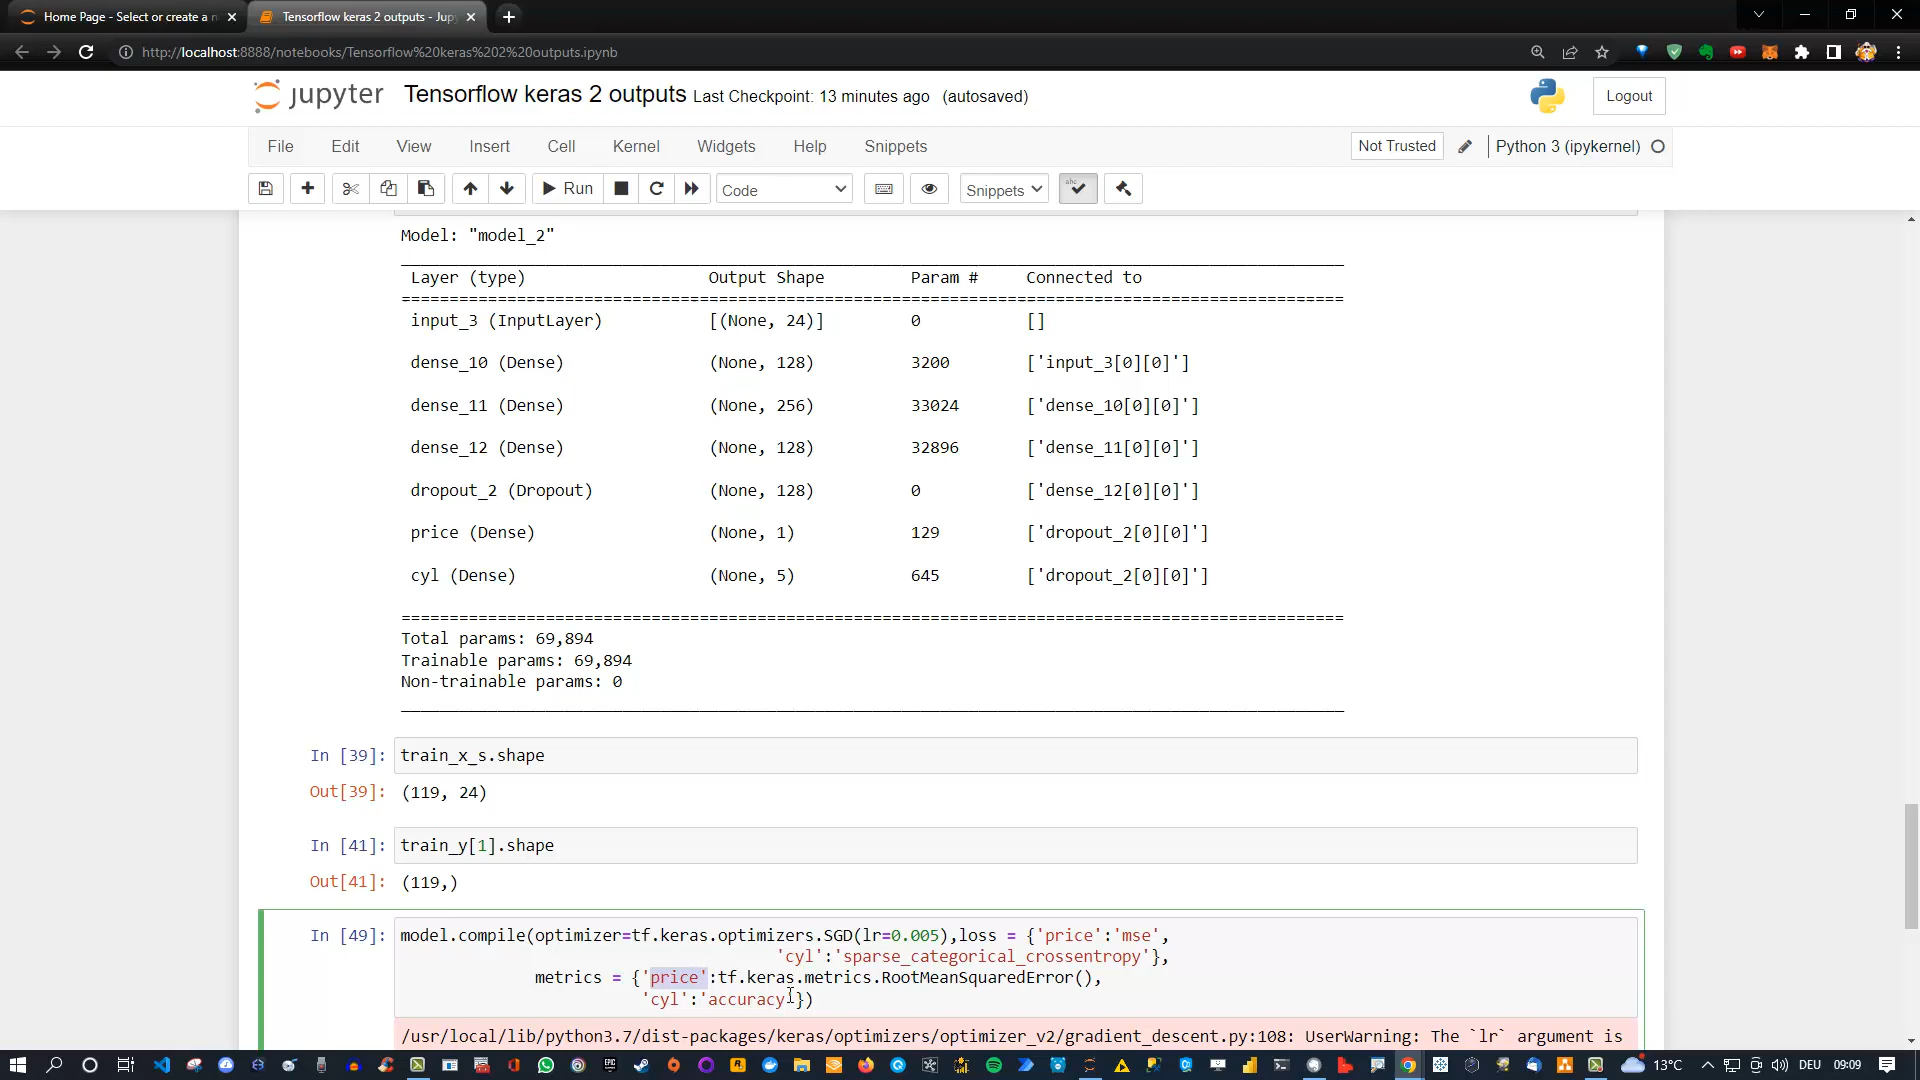 Home Page - Select or create a n
Tensorflow keras 2 outputs - Jup
http://localhost:8888/notebooks/Tensorflow%20keras%202%20outputs.ipynb
jupyter Tensorflow keras 2 outputs Last Checkpoint: 13 minutes ago (autosaved)
Logout
File Edit View Insert Cell Kernel Widgets Help Snippets
Not Trusted Python 3 (ipykernel)
Run Code Snippets
Model: "model_2"
Layer (type) Output Shape Param # Connected to
input_3 (InputLayer) [(None, 24)] 0 []
dense_10 (Dense) (None, 128) 3200 ['input_3[0][0]']
dense_11 (Dense) (None, 256) 33024 ['dense_10[0][0]']
dense_12 (Dense) (None, 128) 32896 ['dense_11[0][0]']
dropout_2 (Dropout) (None, 128) 0 ['dense_12[0][0]']
price (Dense) (None, 1) 129 ['dropout_2[0][0]']
cyl (Dense) (None, 5) 645 ['dropout_2[0][0]']
Total params: 69,894
Trainable params: 69,894
Non-trainable params: 0
In [39]: train_x_s.shape
Out[39]: (119, 24)
In [41]: train_y[1].shape
Out[41]: (119,)
In [49]: model.compile(optimizer=tf.keras.optimizers.SGD(lr=0.005),loss = {'price':'mse',
'cyl':'sparse_categorical_crossentropy'},
metrics = {'price':tf.keras.metrics.RootMeanSquaredError(),
'cyl':'accuracy'})
/usr/local/lib/python3.7/dist-packages/keras/optimizers/optimizer_v2/gradient_descent.py:108: UserWarning: The `lr` argument is
13°C DEU 09:09